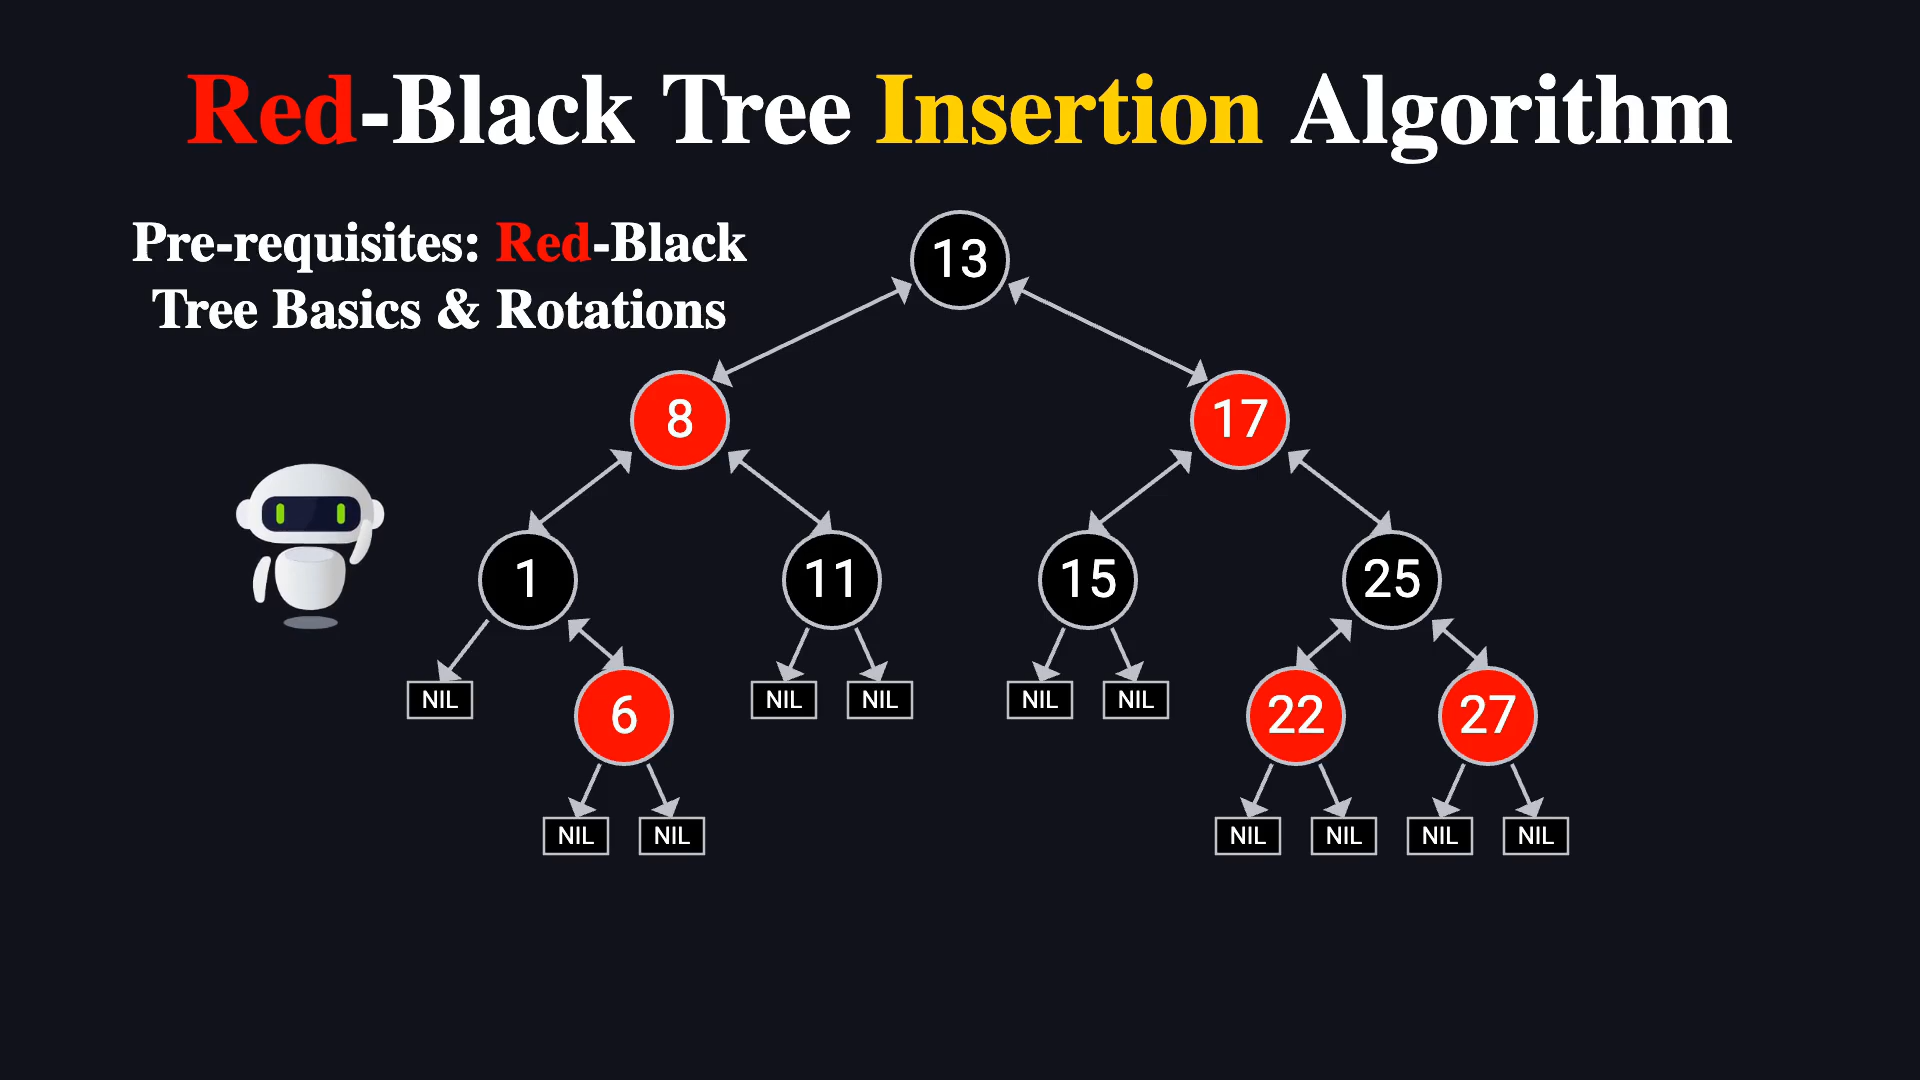 Red-Black Tree Insertion Algorithm
Pre-requisites: Red-Black
Tree Basics & Rotations
13
8
17
1
11
15
25
NIL
6
NIL
NIL
NIL
NIL
22
27
NIL
NIL
NIL
NIL
NIL
NIL